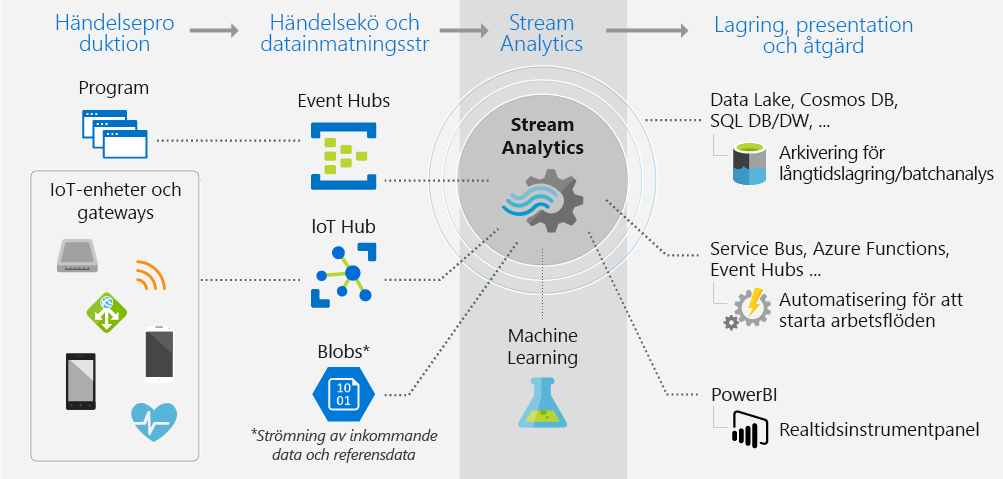 Händelsepro
duktion
Händelsekö och
datainmatningsstr
Stream
Analytics
Lagring, presentation
och åtgärd
Program
IoT-enheter och
gateways
Event Hubs
IoT Hub
Blobs*
10
01
*Strömning av inkommande
data och referensdata
Stream
Analytics
Machine
Learning
Data Lake, Cosmos DB,
SQL DB/DW, ...
Arkivering för
långtidslagring/batchanalys
Service Bus, Azure Functions,
Event Hubs ...
Automatisering för att
starta arbetsflöden
PowerBI
Realtidsinstrumentpanel